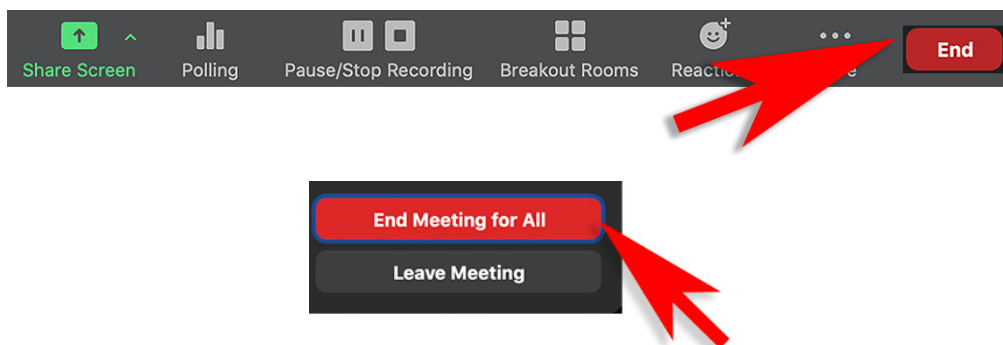 Share Screen Polling Pause/Stop Recording Breakout Rooms End
End Meeting for All
Leave Meeting